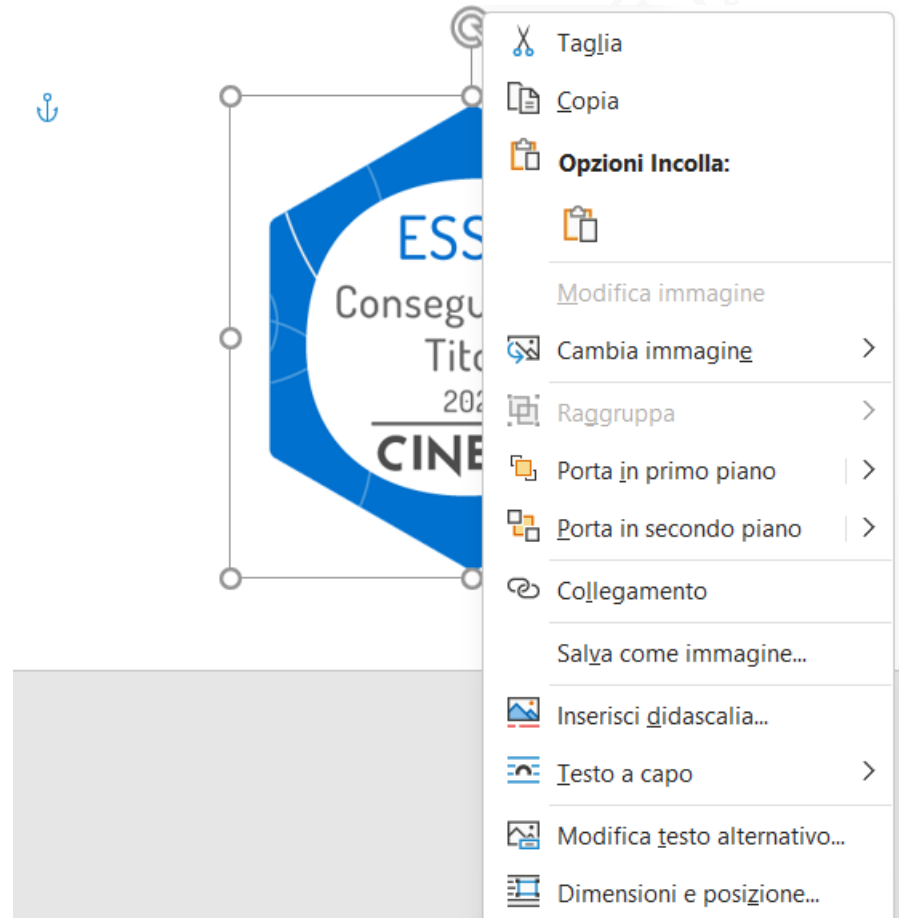 Taglia
Copia
Opzioni Incolla:
Modifica immagine
Cambia immagine
Raggruppa
Porta in primo piano
Porta in secondo piano
Collegamento
Salva come immagine...
Inserisci didascalia...
Testo a capo
Modifica testo alternativo...
Dimensioni e posizione...
ESS
Consegu
Tito
202
CINE